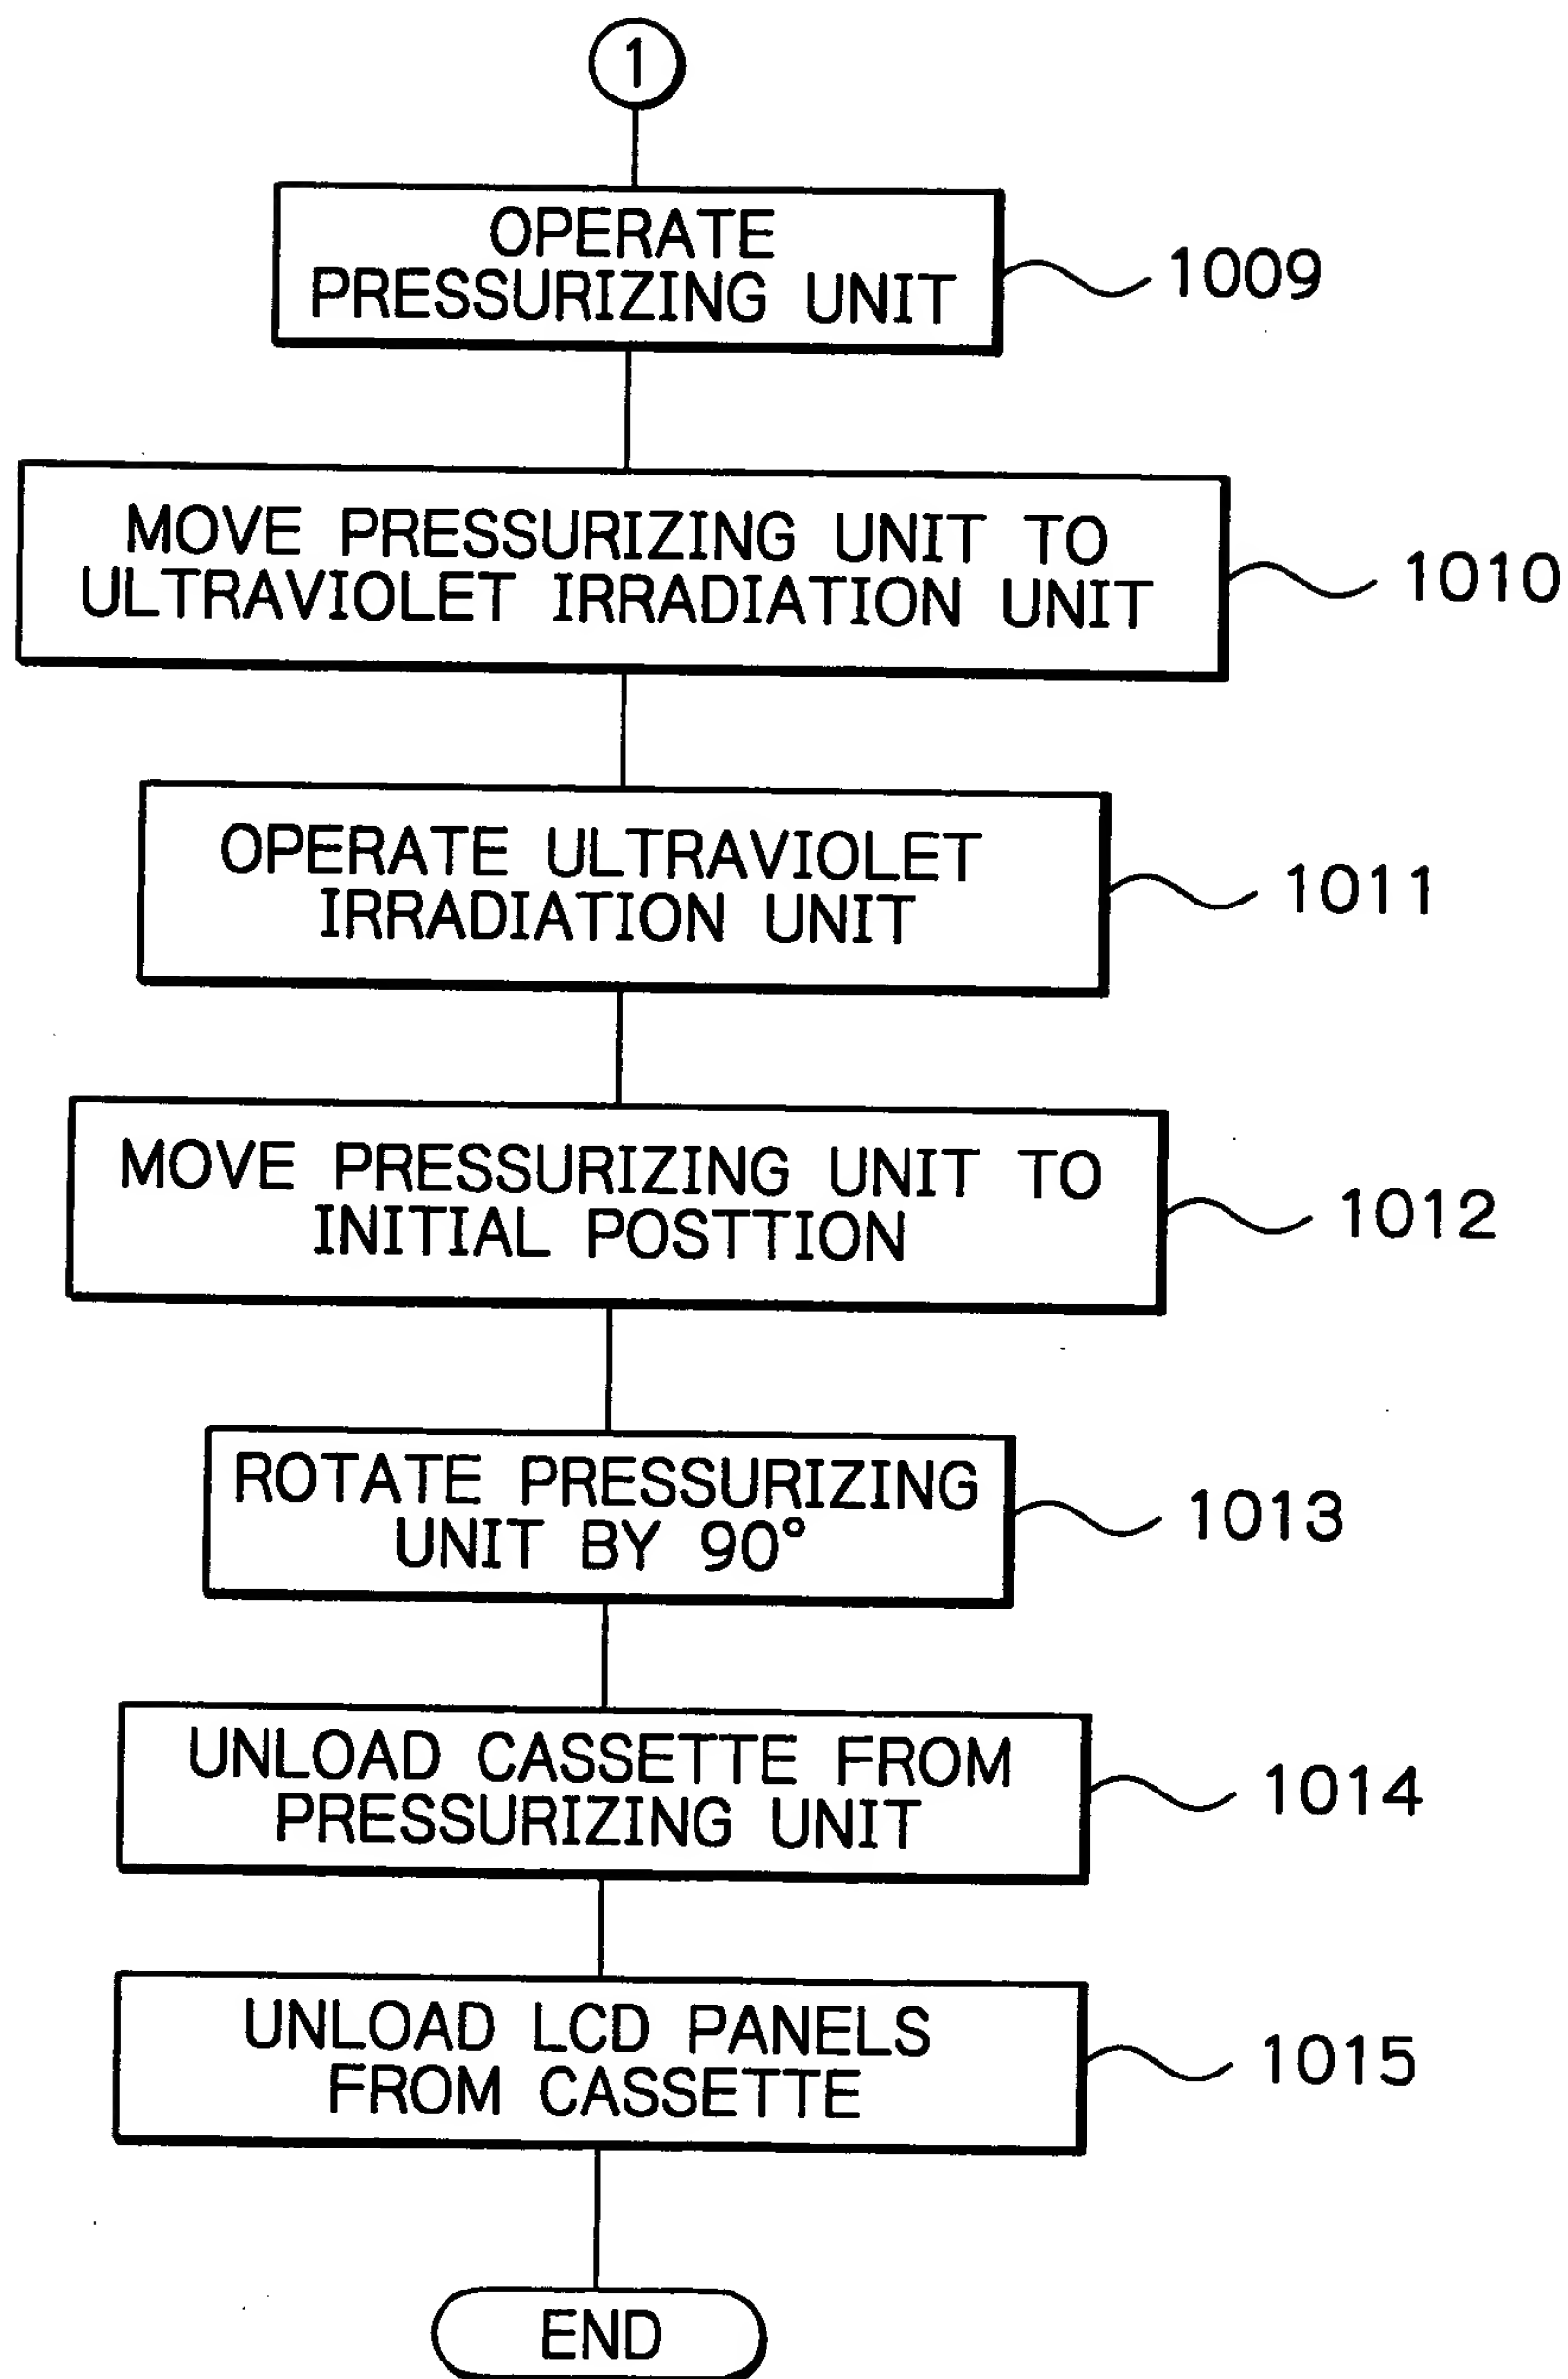 1
OPERATE
PRESSURIZING UNIT
1009
MOVE PRESSURIZING UNIT TO
ULTRAVIOLET IRRADIATION UNIT
1010
OPERATE ULTRAVIOLET
IRRADIATION UNIT
1011
MOVE PRESSURIZING UNIT TO
INITIAL POSTTION
1012
ROTATE PRESSURIZING
UNIT BY 90°
1013
UNLOAD CASSETTE FROM
PRESSURIZING UNIT
1014
UNLOAD LCD PANELS
FROM CASSETTE
1015
END